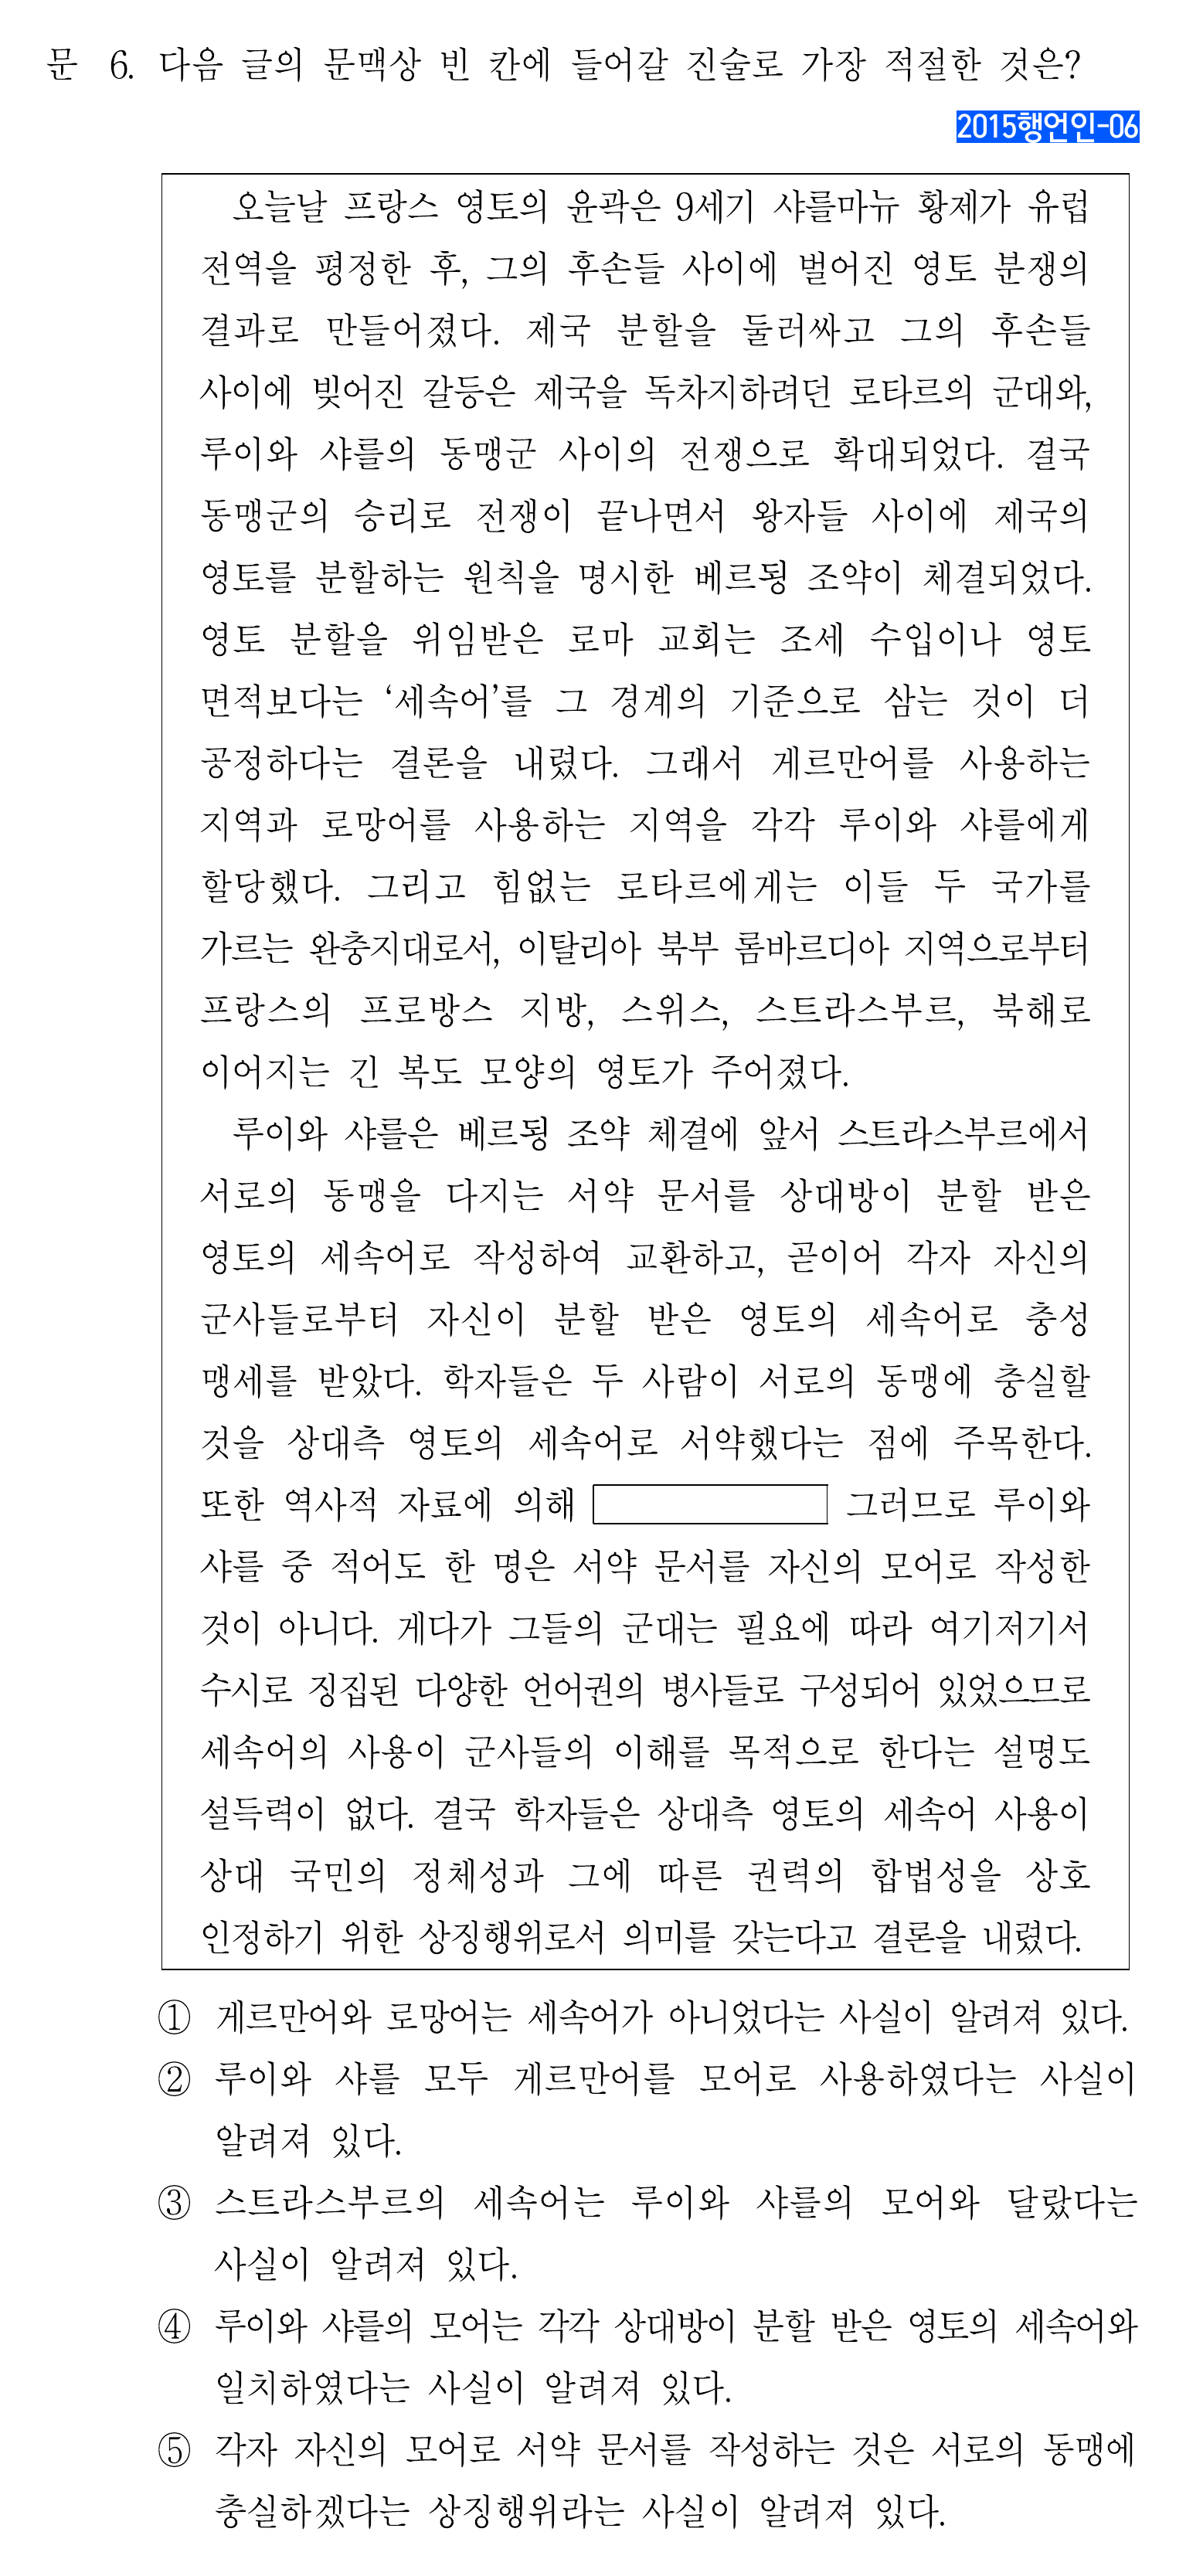 문 6. 다음 글의 문맥상 빈 칸에 들어갈 진술로 가장 적절한 것은?
2015행언인-06
오늘날 프랑스 영토의 윤곽은 9세기 샤를마뉴 황제가 유럽
전역을 평정한 후, 그의 후손들 사이에 벌어진 영토 분쟁의
결과로 만들어졌다. 제국 분할을 둘러싸고 그의 후손들
사이에 빚어진 갈등은 제국을 독차지하려던 로타르의 군대와,
루이와 샤를의 동맹군 사이의 전쟁으로 확대되었다. 결국
동맹군의 승리로 전쟁이 끝나면서 왕자들 사이에 제국의
영토를 분할하는 원칙을 명시한 베르됭 조약이 체결되었다.
영토 분할을 위임받은 로마 교회는 조세 수입이나 영토
면적보다는 ‘세속어’를 그 경계의 기준으로 삼는 것이 더
공정하다는 결론을 내렸다. 그래서 게르만어를 사용하는
지역과 로망어를 사용하는 지역을 각각 루이와 샤를에게
할당했다. 그리고 힘없는 로타르에게는 이들 두 국가를
가르는 완충지대로서, 이탈리아 북부 롬바르디아 지역으로부터
프랑스의 프로방스 지방, 스위스, 스트라스부르, 북해로
이어지는 긴 복도 모양의 영토가 주어졌다.
루이와 샤를은 베르됭 조약 체결에 앞서 스트라스부르에서
서로의 동맹을 다지는 서약 문서를 상대방이 분할 받은
영토의 세속어로 작성하여 교환하고, 곧이어 각자 자신의
군사들로부터 자신이 분할 받은 영토의 세속어로 충성
맹세를 받았다. 학자들은 두 사람이 서로의 동맹에 충실할
것을 상대측 영토의 세속어로 서약했다는 점에 주목한다.
또한 역사적 자료에 의해 그러므로 루이와
샤를 중 적어도 한 명은 서약 문서를 자신의 모어로 작성한
것이 아니다. 게다가 그들의 군대는 필요에 따라 여기저기서
수시로 징집된 다양한 언어권의 병사들로 구성되어 있었으므로
세속어의 사용이 군사들의 이해를 목적으로 한다는 설명도
설득력이 없다. 결국 학자들은 상대측 영토의 세속어 사용이
상대 국민의 정체성과 그에 따른 권력의 합법성을 상호
인정하기 위한 상징행위로서 의미를 갖는다고 결론을 내렸다.
① 게르만어와 로망어는 세속어가 아니었다는 사실이 알려져 있다.
② 루이와 샤를 모두 게르만어를 모어로 사용하였다는 사실이
알려져 있다.
③ 스트라스부르의 세속어는 루이와 샤를의 모어와 달랐다는
사실이 알려져 있다.
④ 루이와 샤를의 모어는 각각 상대방이 분할 받은 영토의 세속어와
일치하였다는 사실이 알려져 있다.
⑤ 각자 자신의 모어로 서약 문서를 작성하는 것은 서로의 동맹에
충실하겠다는 상징행위라는 사실이 알려져 있다.